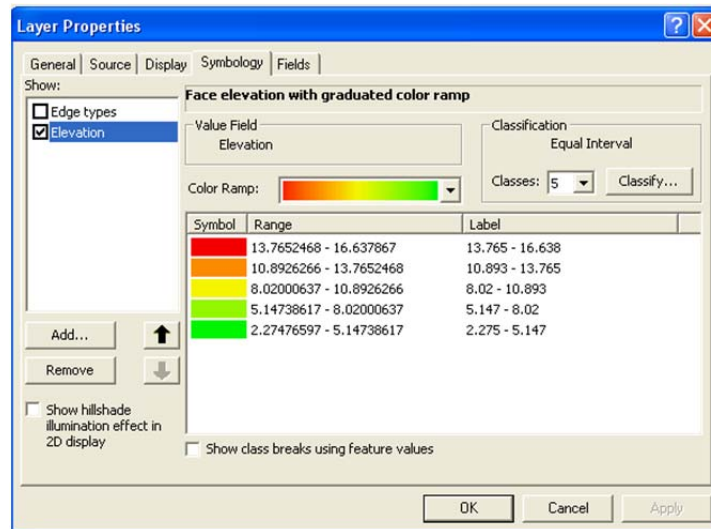 Layer Properties
General Source Display Symbology Fields
Show:
Edge types
Elevation
Add...
Remove
Show hillshade
illumination effect in
2D display
Face elevation with graduated color ramp
Value Field
Elevation
Classification
Equal Interval
Color Ramp:
Classes: 5 Classify...
Symbol Range Label
13.7652468 - 16.637867 13.765 - 16.638
10.8926266 - 13.7652468 10.893 - 13.765
8.02000637 - 10.8926266 8.02 - 10.893
5.14738617 - 8.02000637 5.147 - 8.02
2.27476597 - 5.14738617 2.275 - 5.147
Show class breaks using feature values
OK Cancel Apply